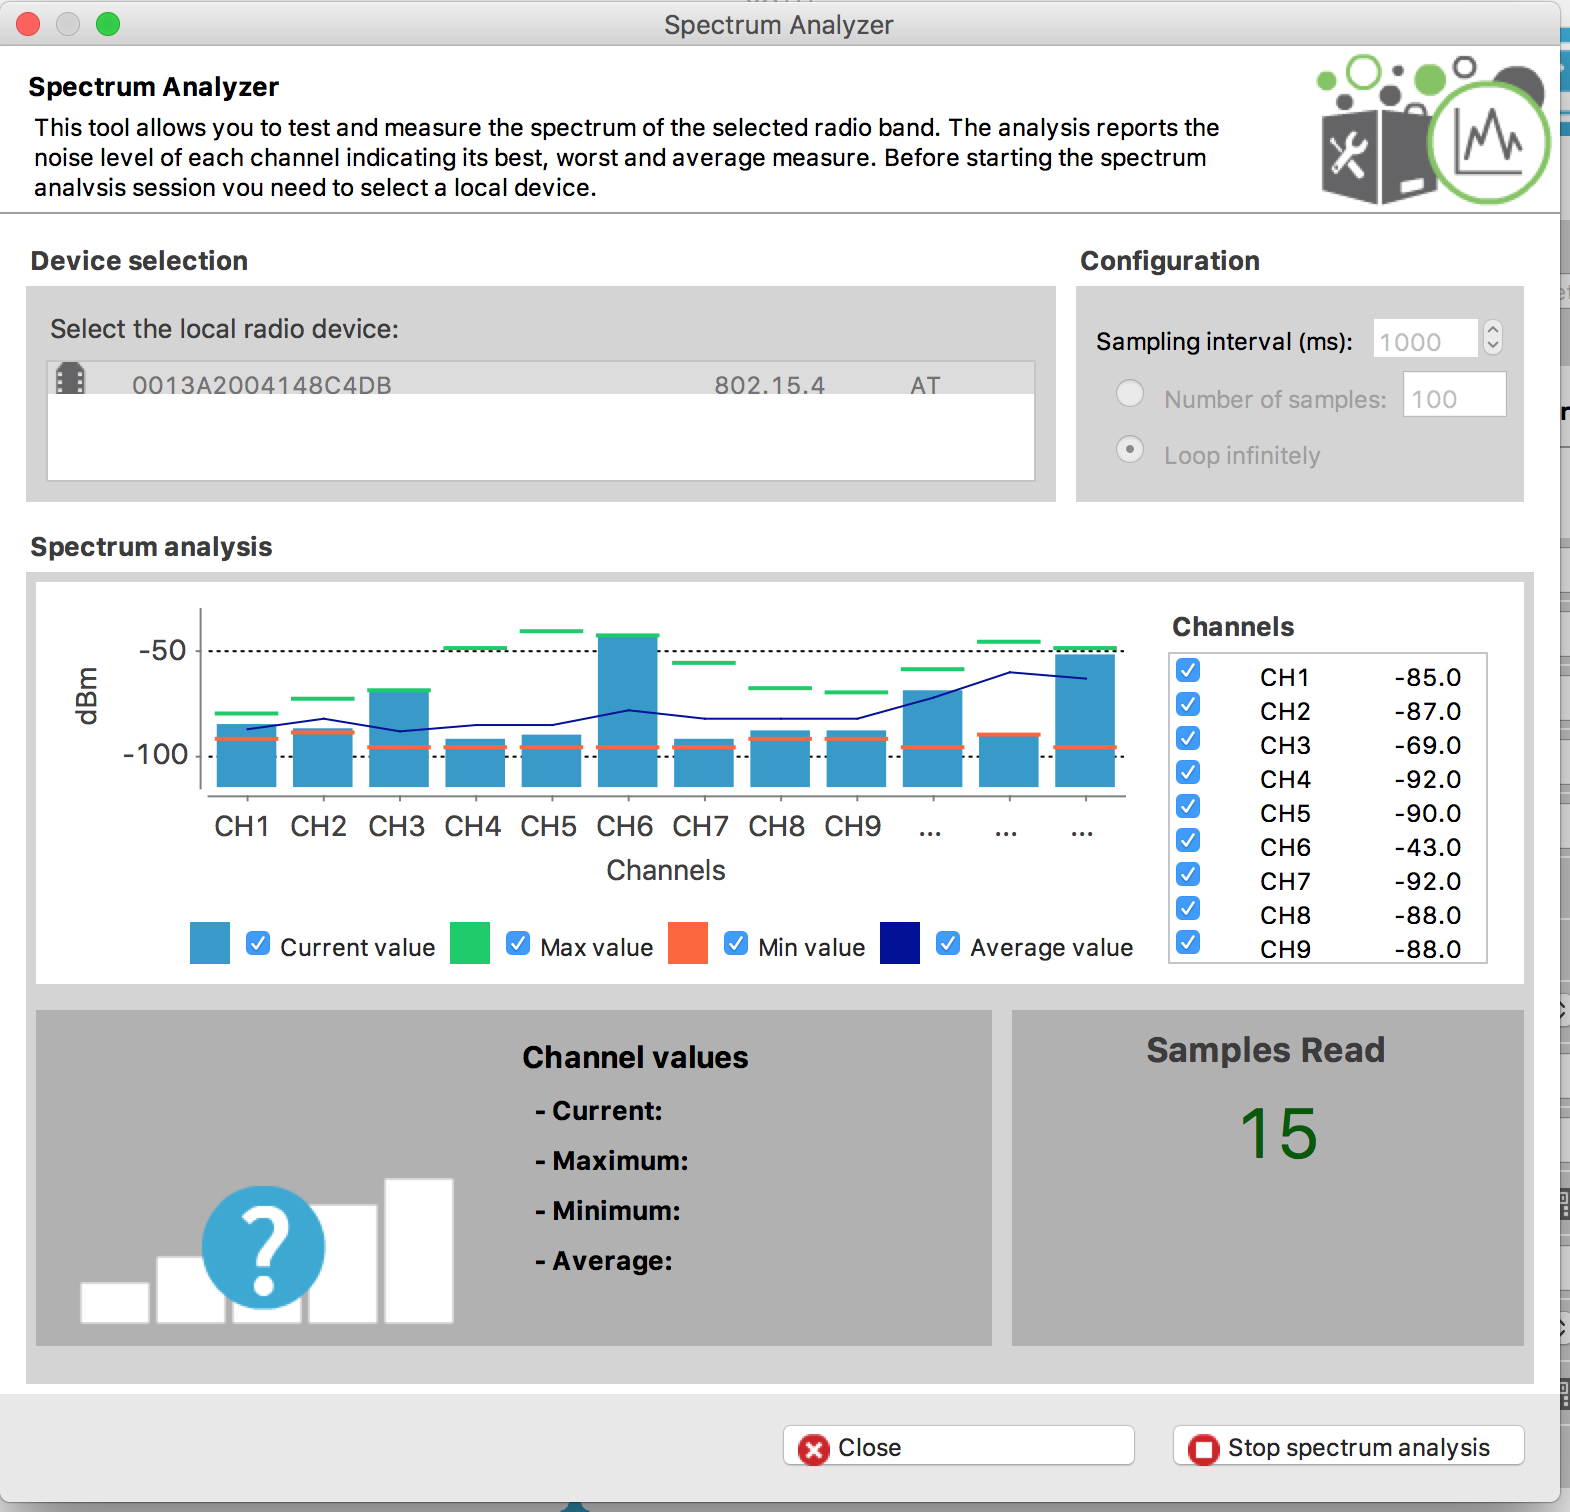 Spectrum Analyzer
Spectrum Analyzer
This tool allows you to test and measure the spectrum of the selected radio band. The analysis reports the
noise level of each channel indicating its best, worst and average measure. Before starting the spectrum
analysis session you need to select a local device.
Device selection
Select the local radio device:
0013A2004148C4DB 802.15.4 AT
Configuration
Sampling interval (ms): 1000
Number of samples: 100
Loop infinitely
Spectrum analysis
dBm
-50
-100
CH1 CH2 CH3 CH4 CH5 CH6 CH7 CH8 CH9 ... ... ...
Channels
Current value Max value Min value Average value
Channels
CH1 -85.0
CH2 -87.0
CH3 -69.0
CH4 -92.0
CH5 -90.0
CH6 -43.0
CH7 -92.0
CH8 -88.0
CH9 -88.0
Channel values
- Current:
- Maximum:
- Minimum:
- Average:
?
Samples Read
15
Close
Stop spectrum analysis